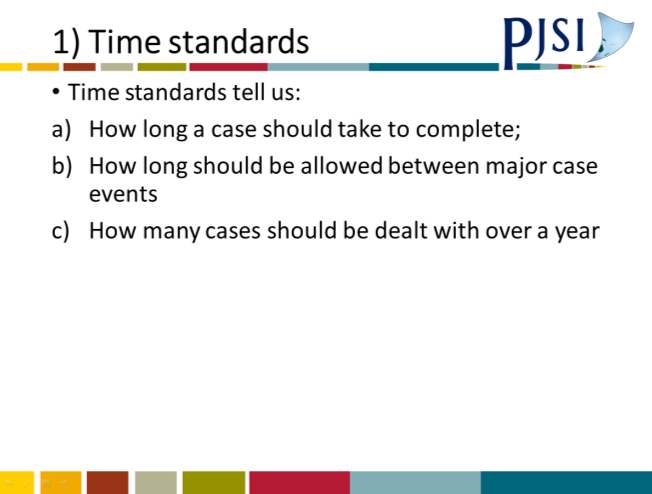 1) Time standards
PJSI
• Time standards tell us:
a) How long a case should take to complete;
b) How long should be allowed between major case
events
c) How many cases should be dealt with over a year